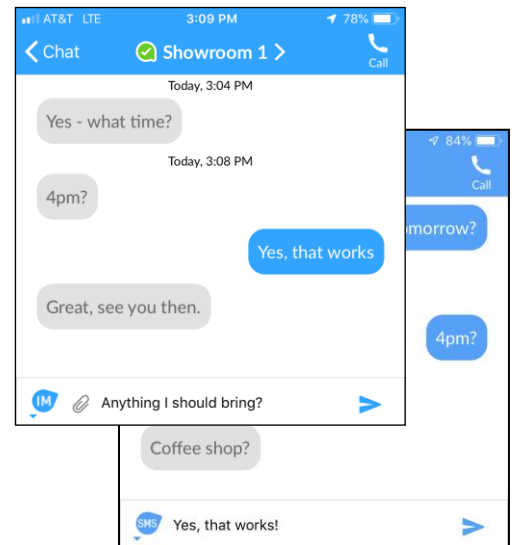 AT&T LTE 3:09 PM 78%
Chat Showroom 1
Call
Today, 3:04 PM
Yes - what time?
Today, 3:08 PM
4pm?
Yes, that works
Great, see you then.
IM Anything I should bring?
84%
Call
omorrow?
4pm?
Coffee shop?
SMS Yes, that works!